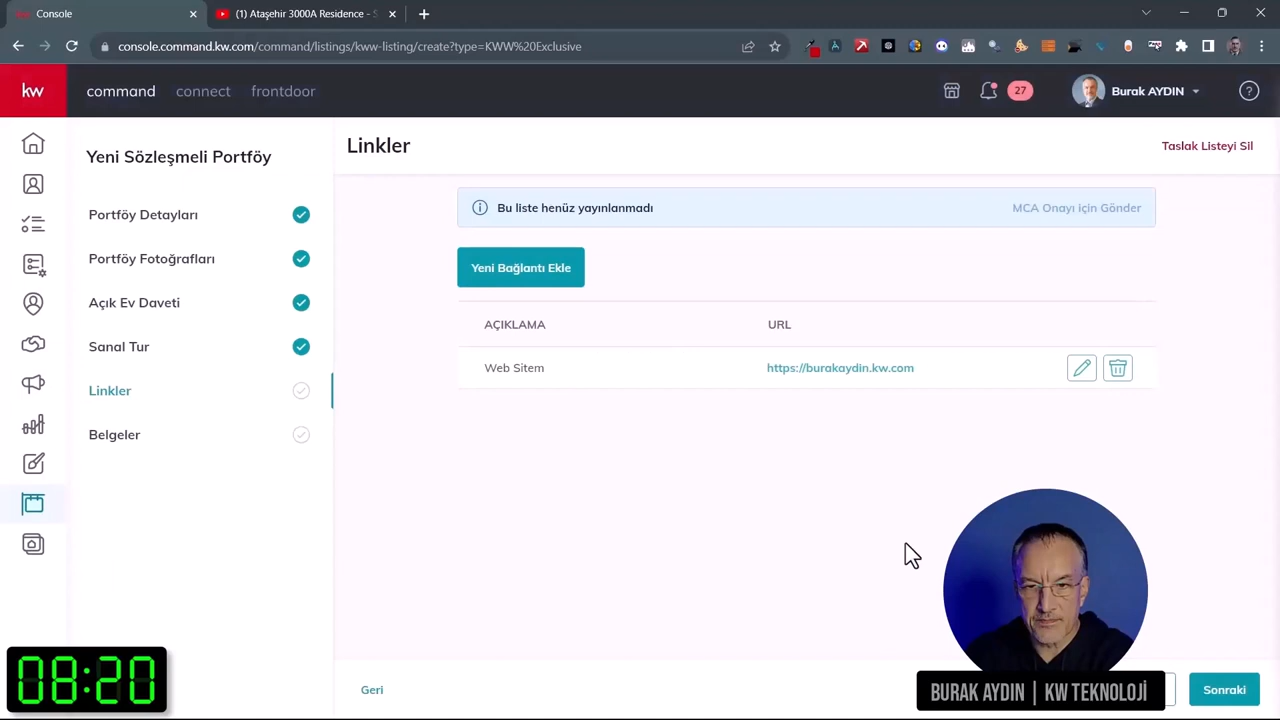 Console
(1) Ataşehir 3000A Residence - S
console.command.kw.com/command/listings/kww-listing/create?type=KWW%20Exclusive
kw
command
connect
frontdoor
27
Burak AYDIN
Yeni Sözleşmeli Portföy
Linkler
Taslak Listeyi Sil
Portföy Detayları
Portföy Fotoğrafları
Açık Ev Daveti
Sanal Tur
Linkler
Belgeler
Bu liste henüz yayınlanmadı
MCA Onayı için Gönder
Yeni Bağlantı Ekle
AÇIKLAMA
URL
Web Sitem
https://burakaydin.kw.com
08:20
Geri
BURAK AYDIN | KW TEKNOLOJİ
Sonraki